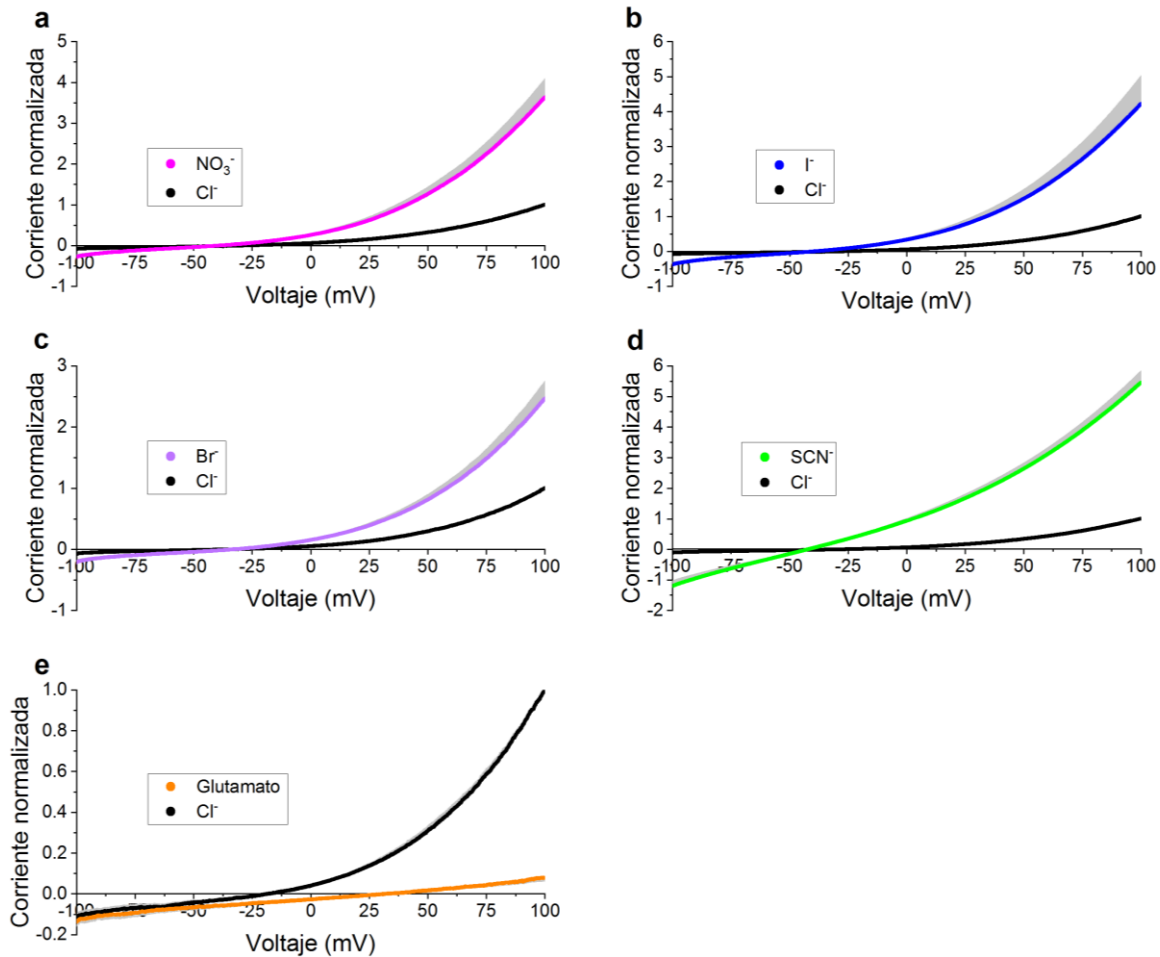 a
Corriente normalizada
5
4
3
2
1
0
-1
NO₃⁻
Cl⁻
-100 -75 -50 -25 0 25 50 75 100
Voltaje (mV)
b
Corriente normalizada
6
5
4
3
2
1
0
-1
I⁻
Cl⁻
-100 -75 -50 -25 0 25 50 75 100
Voltaje (mV)
c
Corriente normalizada
3
2
1
0
-1
Br⁻
Cl⁻
-100 -75 -50 -25 0 25 50 75 100
Voltaje (mV)
d
Corriente normalizada
6
5
4
3
2
1
0
-1
-2
SCN⁻
Cl⁻
-100 -75 -50 -25 0 25 50 75 100
Voltaje (mV)
e
Corriente normalizada
1.0
0.8
0.6
0.4
0.2
0.0
-0.2
Glutamato
Cl⁻
-100 -75 -50 -25 0 25 50 75 100
Voltaje (mV)